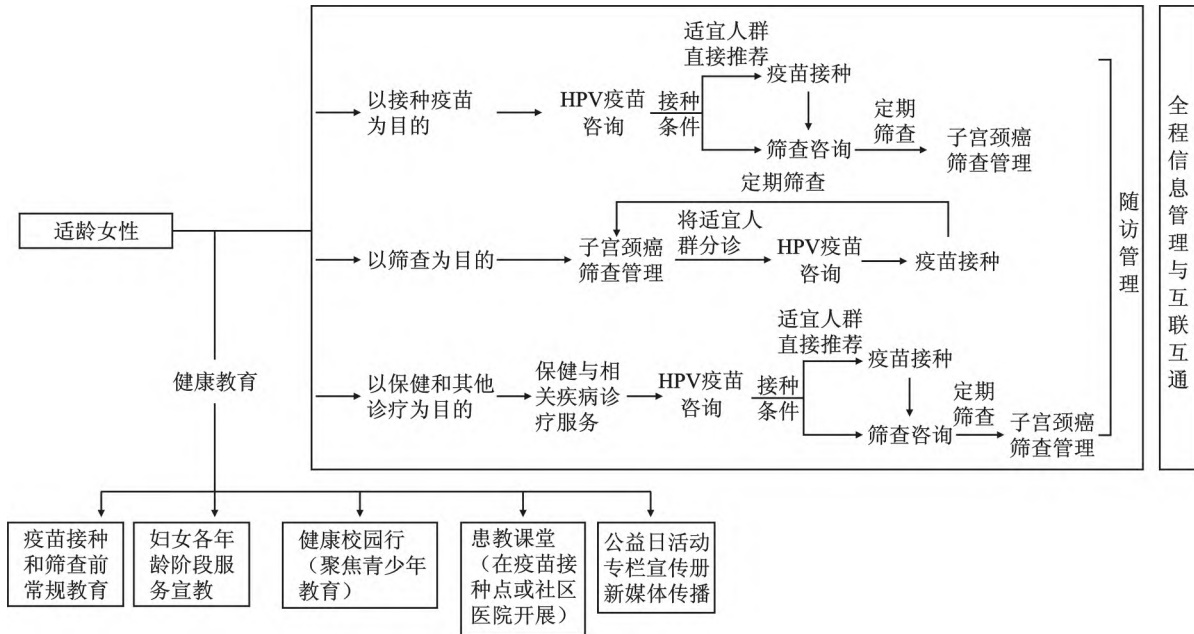 适龄女性
健康教育
以接种疫苗
为目的
HPV疫苗
咨询
接种
条件
适宜人群
直接推荐
疫苗接种
筛查咨询
定期
筛查
子宫颈癌
筛查管理
以筛查为目的
子宫颈癌
筛查管理
定期筛查
将适宜人
群分诊
HPV疫苗
咨询
疫苗接种
以保健和其他
诊疗为目的
保健与相
关疾病诊
疗服务
HPV疫苗
咨询
接种
条件
适宜人群
直接推荐
疫苗接种
筛查咨询
定期
筛查
子宫颈癌
筛查管理
随访管理
全程信息管理与互联互通
疫苗接种
和筛查前
常规教育
妇女各年
龄阶段服
务宣教
健康校园行
（聚焦青少年
教育）
患教课堂
（在疫苗接
种点或社区
医院开展）
公益日活动
专栏宣传册
新媒体传播